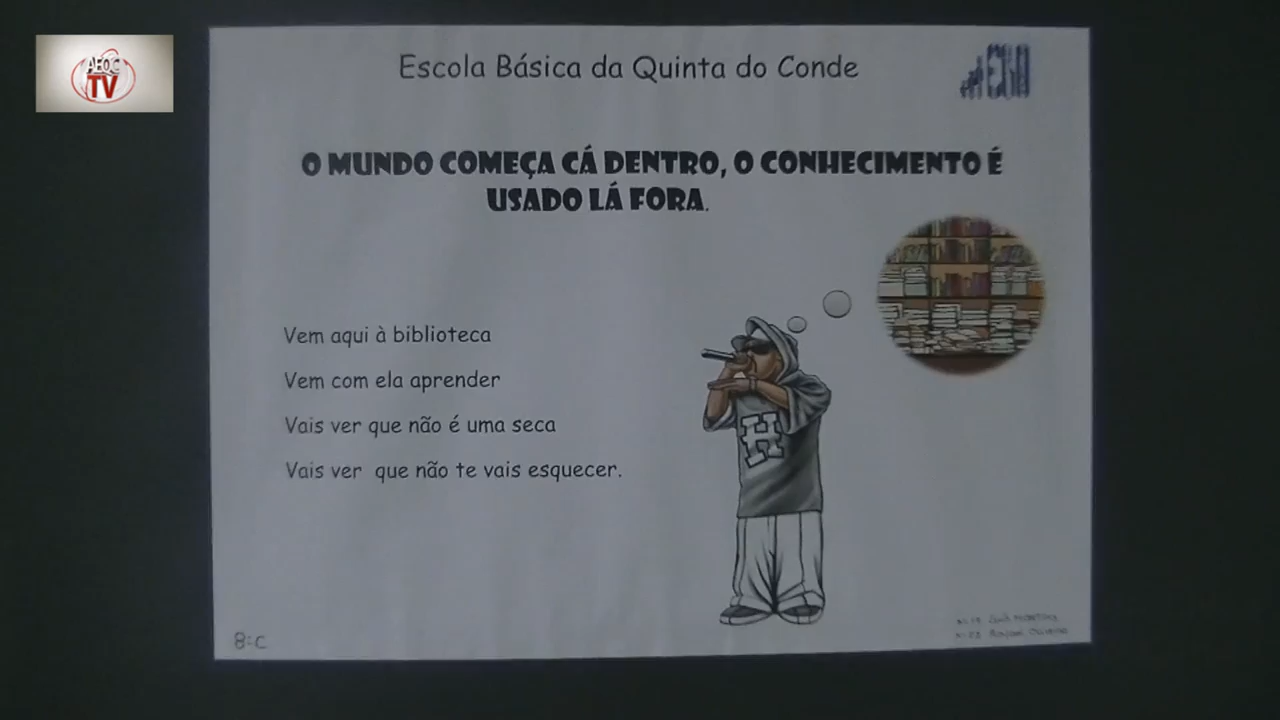 AEQC
TV
Escola Básica da Quinta do Conde
O MUNDO COMEÇA CÁ DENTRO, O CONHECIMENTO É
USADO LÁ FORA.
Vem aqui à biblioteca
Vem com ela aprender
Vais ver que não é uma seca
Vais ver que não te vais esquecer.
H
8ºC